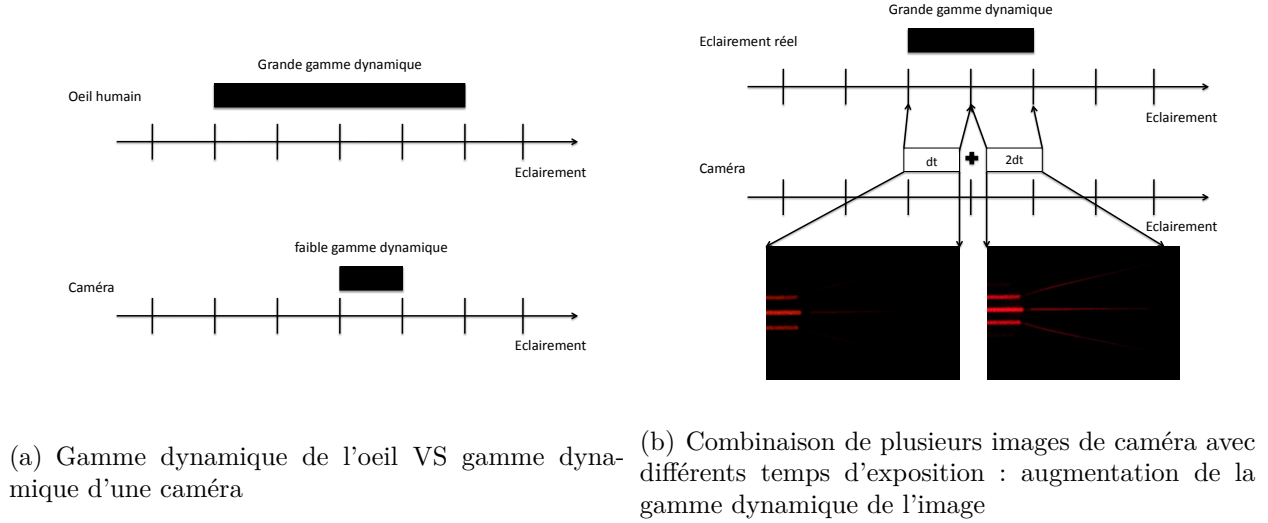 Grande gamme dynamique
Oeil humain
Eclairement
faible gamme dynamique
Caméra
Eclairement
(a) Gamme dynamique de l'oeil VS gamme dyna-
mique d'une caméra
Grande gamme dynamique
Eclairement réel
Eclairement
dt
2dt
Caméra
Eclairement
(b) Combinaison de plusieurs images de caméra avec
différents temps d'exposition : augmentation de la
gamme dynamique de l'image